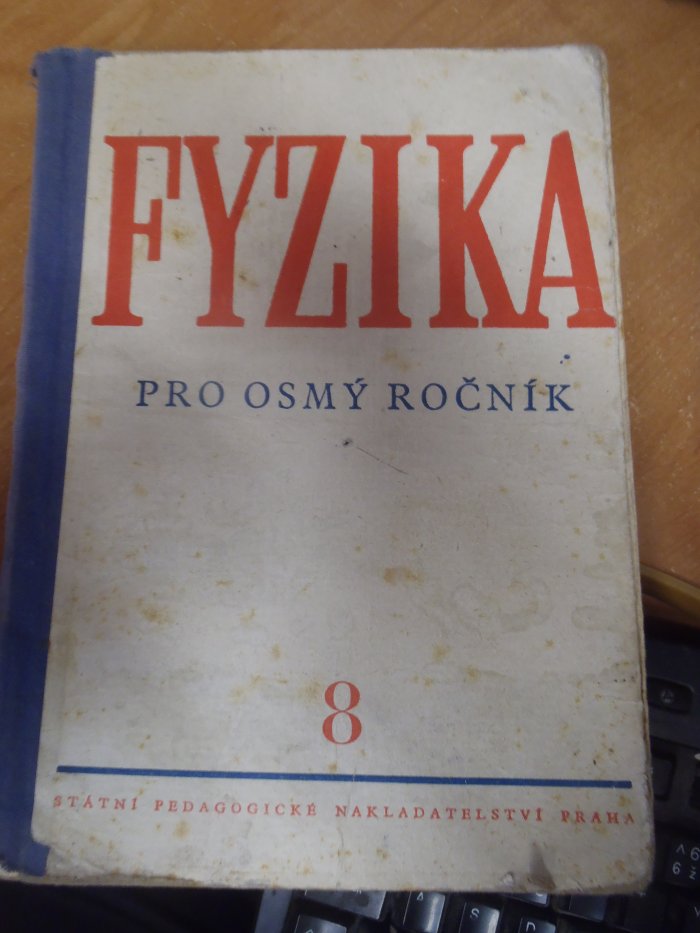 FYZIKA
PRO OSMÝ ROČNÍK
8
STÁTNÍ PEDAGOGICKÉ NAKLADATELSTVÍ PRAHA